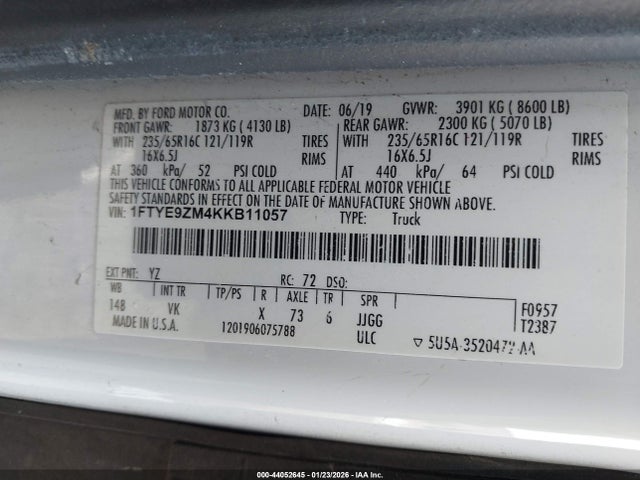 MFD. BY FORD MOTOR CO. DATE: 06/19 GVWR: 3901 KG ( 8600 LB)
FRONT GAWR: 1873 KG ( 4130 LB) REAR GAWR: 2300 KG ( 5070 LB)
WITH 235/65R16C 121/119R TIRES WITH 235/65R16C 121/119R TIRES
16X6.5J RIMS 16X6.5J RIMS
AT 360 kPa/ 52 PSI COLD AT 440 kPa/ 64 PSI COLD
THIS VEHICLE CONFORMS TO ALL APPLICABLE FEDERAL MOTOR VEHICLE
SAFETY STANDARDS IN EFFECT ON THE DATE OF MANUFACTURE SHOWN ABOVE.
VIN: 1FTYE9ZM4KKB11057 TYPE: Truck
EXT PNT: YZ RC: 72 DSO:
WB INT TR TP/PS R AXLE TR SPR
148 VK X 73 6 JJGG F0957
MADE IN U.S.A. 1201906075788 ULC T2387
▽ 5U5A-3520472-AA
000-44052645 - 01/23/2026 - IAA Inc.